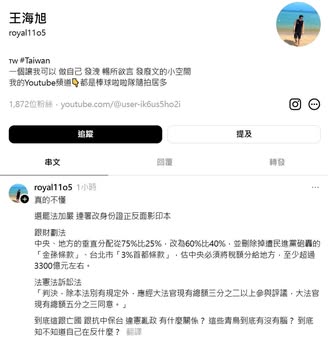 王海旭
royal11o5
TW #Taiwan
一個讓我可以 做自己 發洩 暢所欲言 發廢文的小空間
我的Youtube頻道👇都是棒球啦啦隊隨拍居多
1,872位粉絲 · youtube.com/@user-ik6us5ho2i
追蹤
提及
串文
回覆
轉發
royal11o5 1小時
真的不懂
選罷法加嚴 連署改身份證正反面影印本
跟財劃法
中央、地方的垂直分配從75%比25%，改為60%比40%，並刪除掉遭民進黨砲轟的
「金孫條款」、台北市「3%首都條款」，估中央必須將稅額分給地方，至少超過
3300億元左右。
憲法憲法訴訟法
「判決，除本法別有規定外，應經大法官現有總額三分之二以上參與評議，大法官
現有總額五分之三同意。」
到底這跟毀亡國 跟抗中保台 違憲亂政 有什麼關係？ 這些青鳥到底有沒有腦？ 到底
知不知道自己在反什麼？ 翻譯